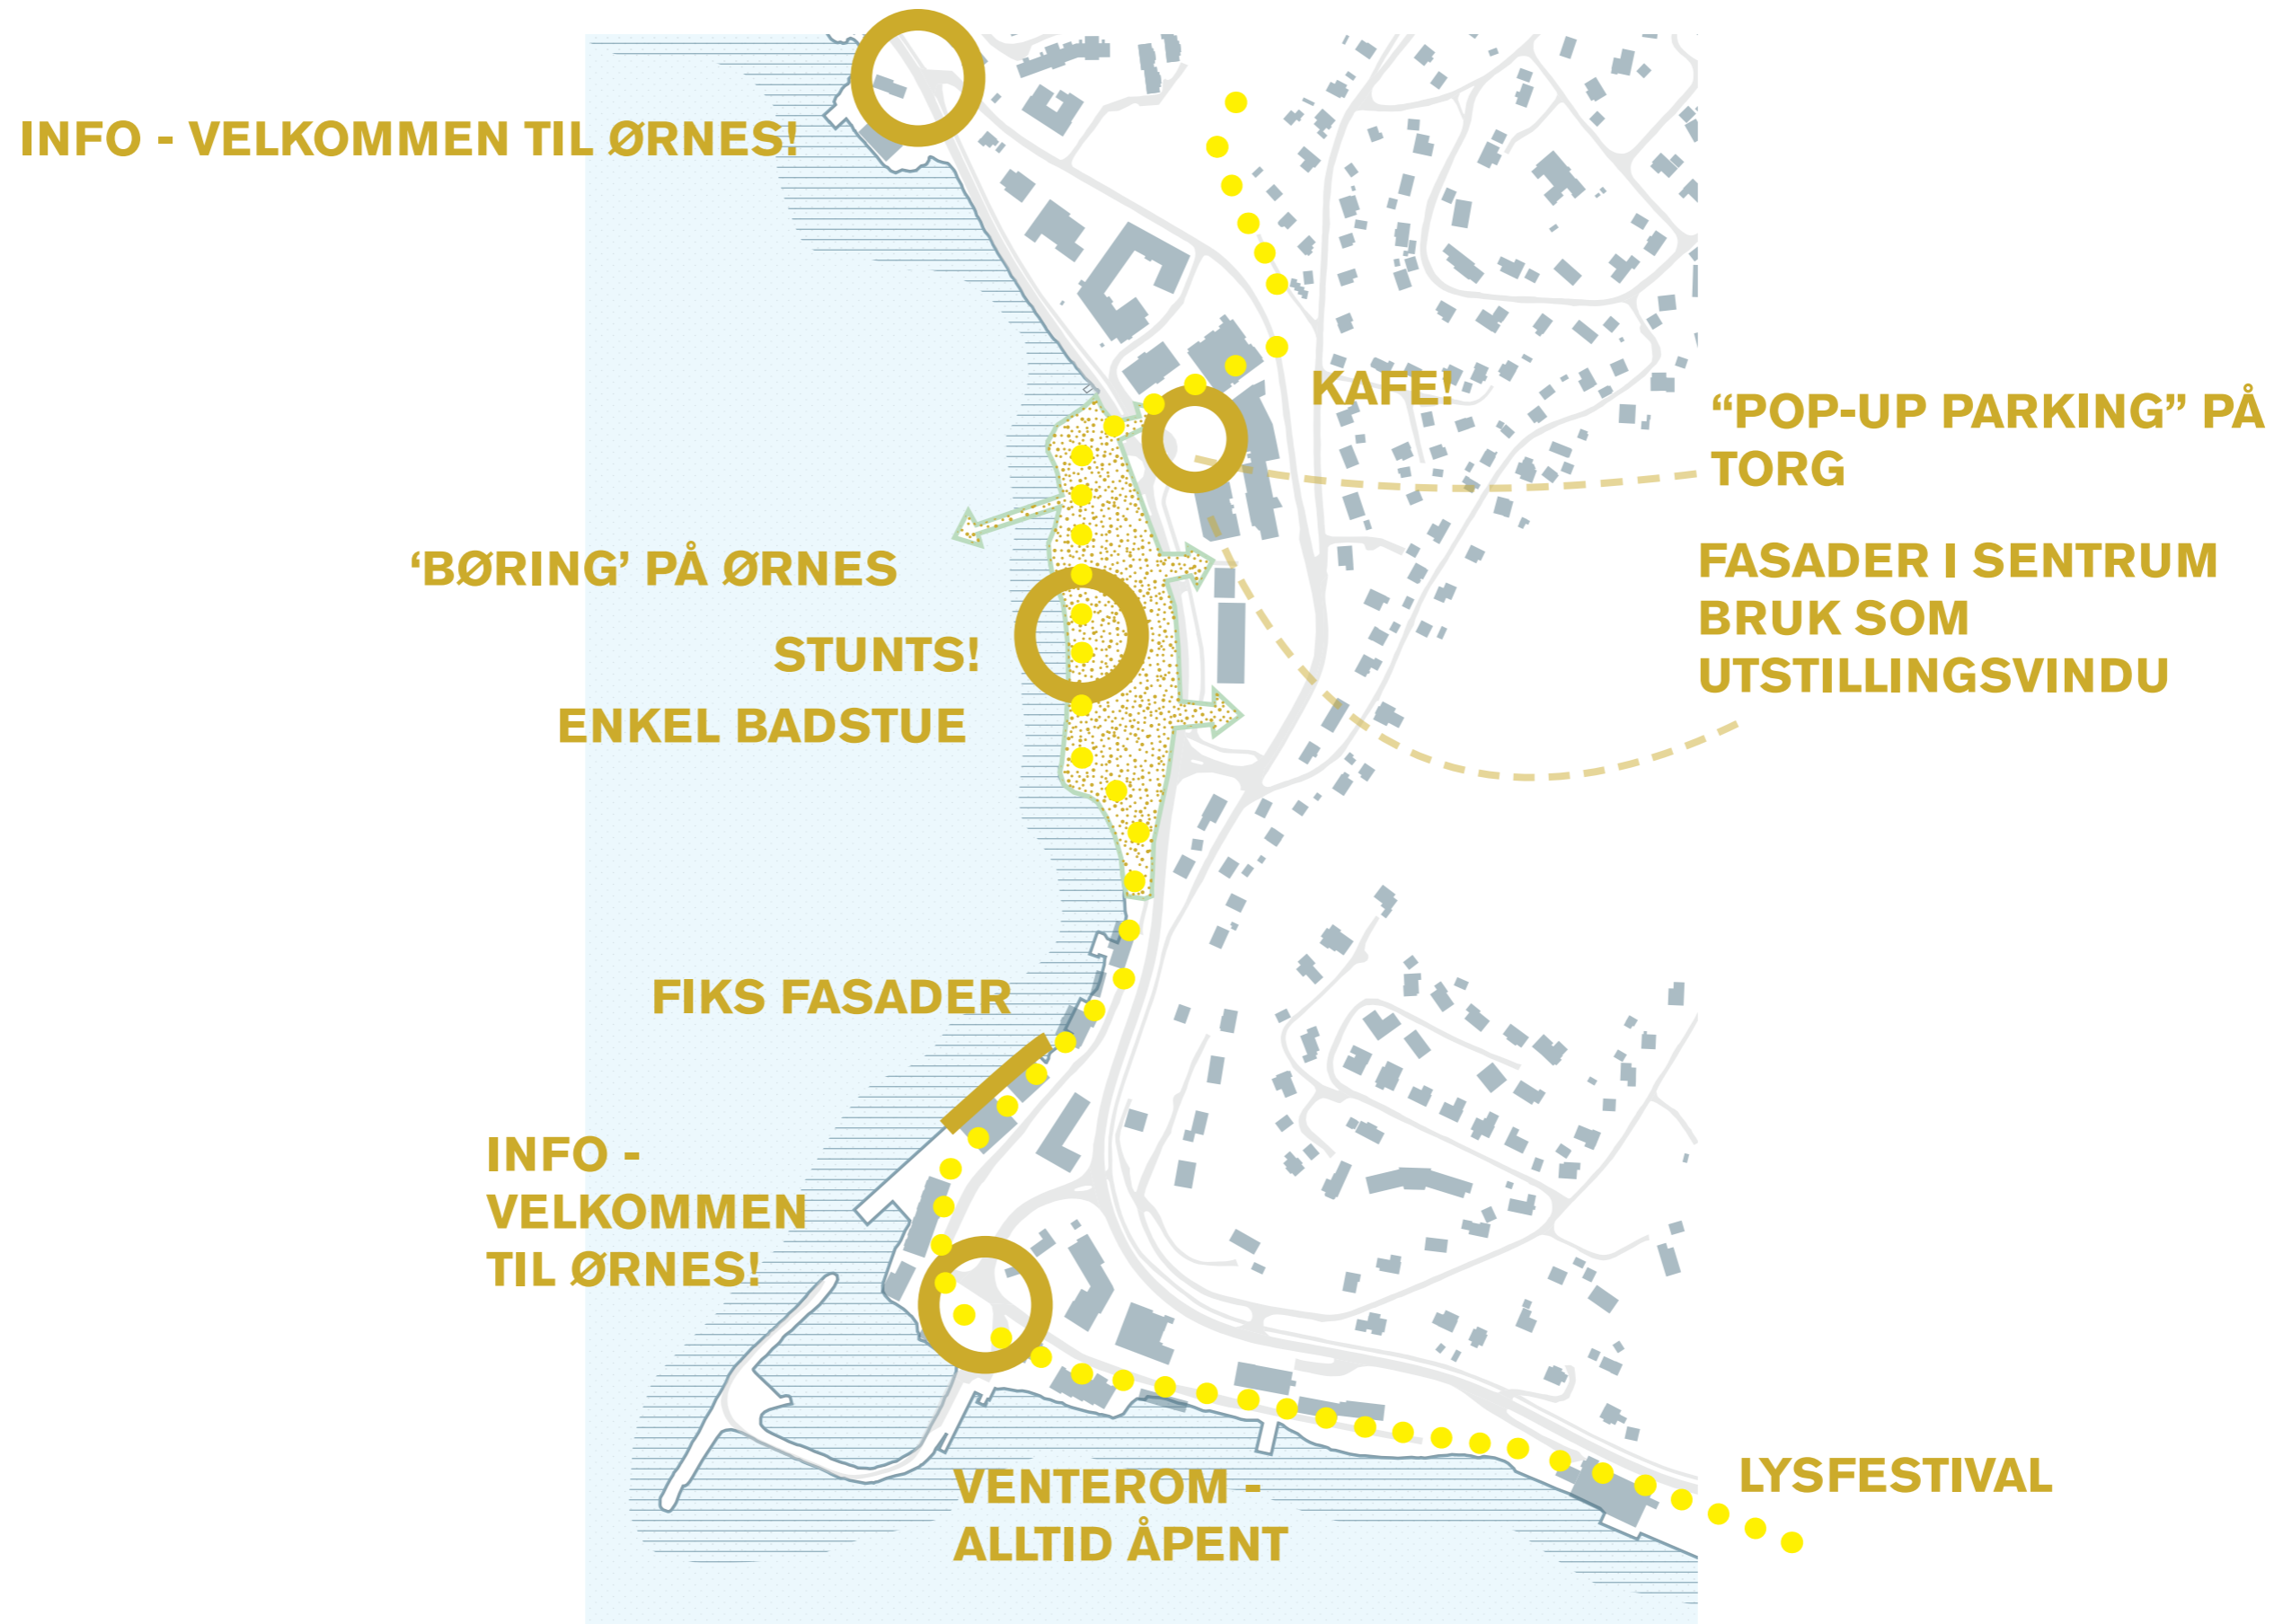 INFO - VELKOMMEN TIL ØRNES!
KAFE!
“POP-UP PARKING” PÅ
TORG
‘BØRING’ PÅ ØRNES
STUNTS!
ENKEL BADSTUE
FASADER I SENTRUM
BRUK SOM
UTSTILLINGSVINDU
FIKS FASADER
INFO -
VELKOMMEN
TIL ØRNES!
VENTEROM -
ALLTID ÅPENT
LYSFESTIVAL